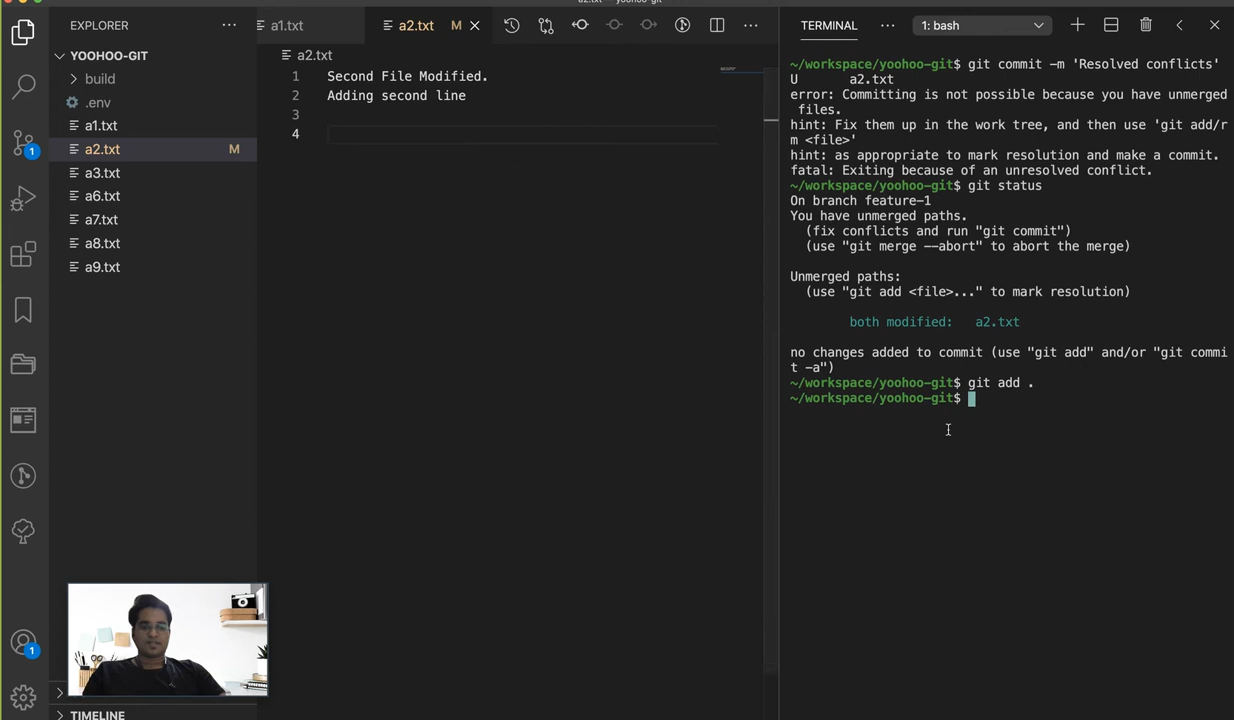 a2.txt — yoohoo-git
EXPLORER
YOOHOO-GIT
build
.env
a1.txt
a2.txt M
a3.txt
a6.txt
a7.txt
a8.txt
a9.txt
TIMELINE
1
1
a1.txt
a2.txt M
a2.txt
1 Second File Modified.
2 Adding second line
3
4
TERMINAL
1: bash
~/workspace/yoohoo-git$ git commit -m 'Resolved conflicts'
U a2.txt
error: Committing is not possible because you have unmerged
files.
hint: Fix them up in the work tree, and then use 'git add/r
m <file>'
hint: as appropriate to mark resolution and make a commit.
fatal: Exiting because of an unresolved conflict.
~/workspace/yoohoo-git$ git status
On branch feature-1
You have unmerged paths.
(fix conflicts and run "git commit")
(use "git merge --abort" to abort the merge)
Unmerged paths:
(use "git add <file>..." to mark resolution)
both modified: a2.txt
no changes added to commit (use "git add" and/or "git commi
t -a")
~/workspace/yoohoo-git$ git add .
~/workspace/yoohoo-git$